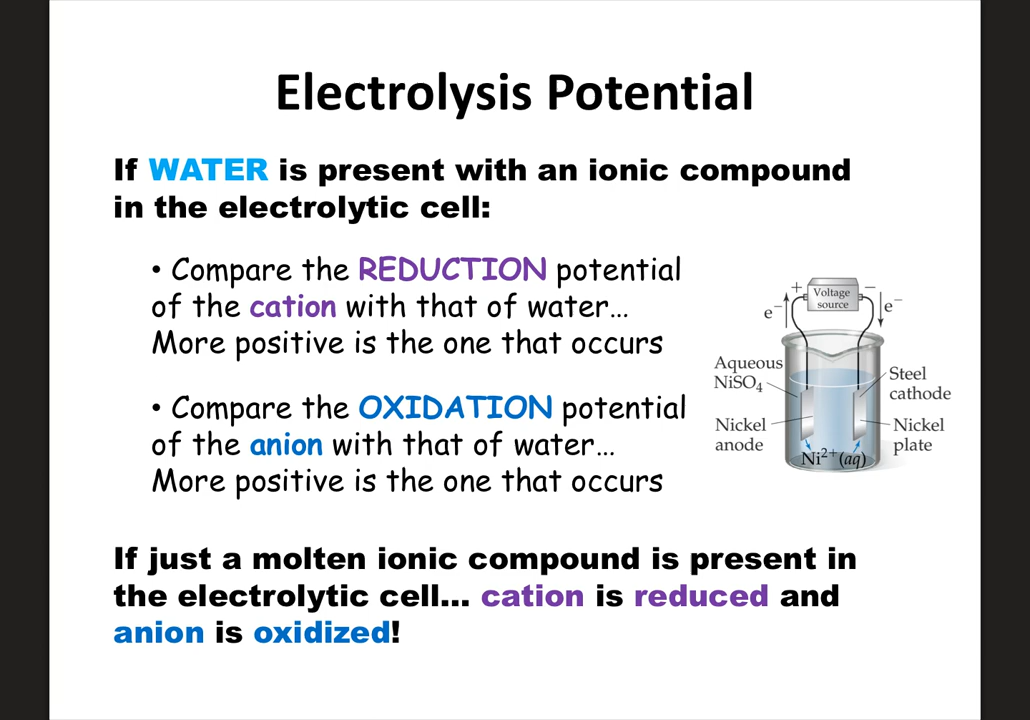 Electrolysis Potential
If WATER is present with an ionic compound
in the electrolytic cell:
• Compare the REDUCTION potential
of the cation with that of water…
More positive is the one that occurs
• Compare the OXIDATION potential
of the anion with that of water…
More positive is the one that occurs
+ Voltage source −
e⁻ e⁻
Aqueous
NiSO₄
Steel
cathode
Nickel
anode
Nickel
plate
Ni²⁺(aq)
If just a molten ionic compound is present in
the electrolytic cell… cation is reduced and
anion is oxidized!